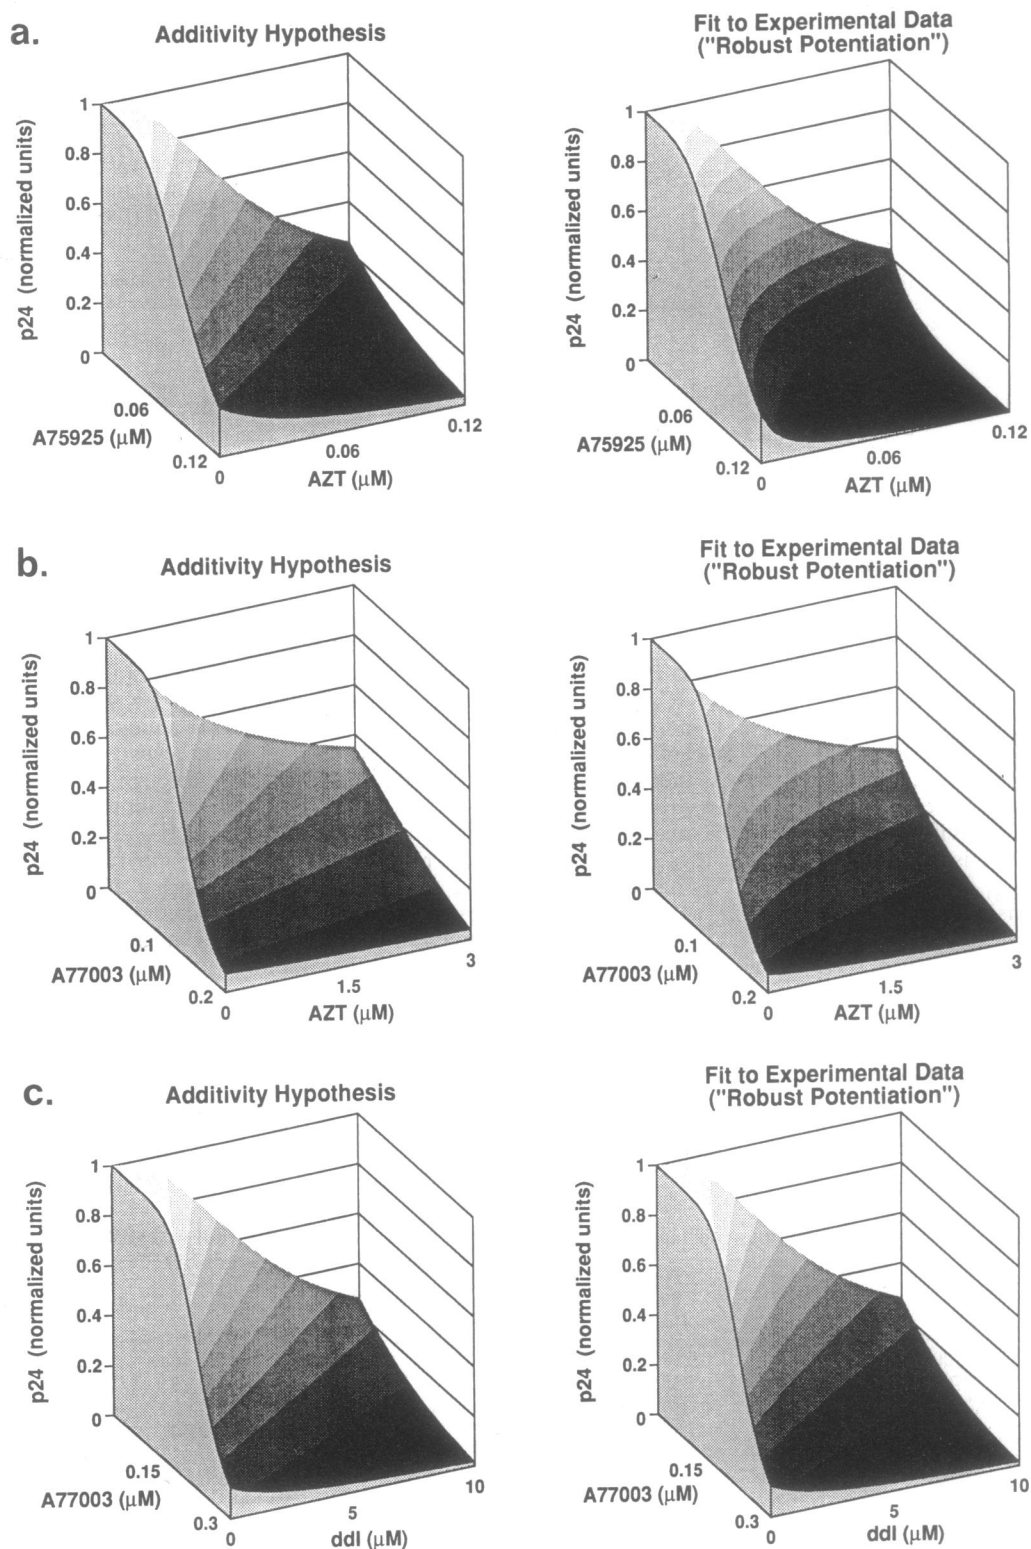 a.
Additivity Hypothesis
p24 (normalized units)
1
0.8
0.6
0.4
0.2
0
0.06
A75925 (µM)
0.12
0
0.06
AZT (µM)
0.12
Fit to Experimental Data
("Robust Potentiation")
p24 (normalized units)
1
0.8
0.6
0.4
0.2
0
0.06
A75925 (µM)
0.12
0
0.06
AZT (µM)
0.12
b.
Additivity Hypothesis
p24 (normalized units)
1
0.8
0.6
0.4
0.2
0
0.1
A77003 (µM)
0.2
0
1.5
AZT (µM)
3
Fit to Experimental Data
("Robust Potentiation")
p24 (normalized units)
1
0.8
0.6
0.4
0.2
0
0.1
A77003 (µM)
0.2
0
1.5
AZT (µM)
3
c.
Additivity Hypothesis
p24 (normalized units)
1
0.8
0.6
0.4
0.2
0
0.15
A77003 (µM)
0.3
0
5
ddI (µM)
10
Fit to Experimental Data
("Robust Potentiation")
p24 (normalized units)
1
0.8
0.6
0.4
0.2
0
0.15
A77003 (µM)
0.3
0
5
ddI (µM)
10